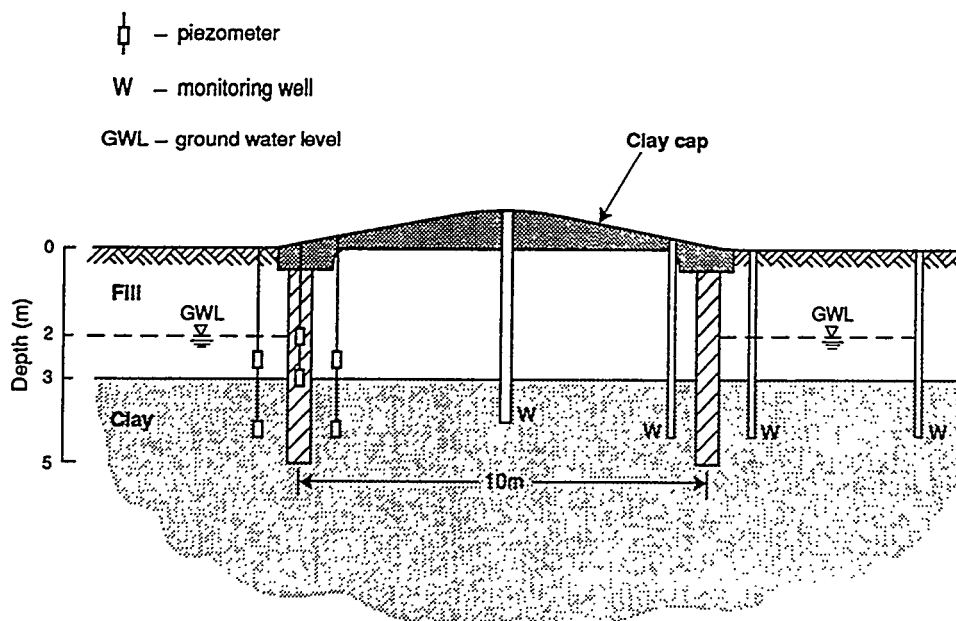 – piezometer
W – monitoring well
GWL – ground water level
Clay cap
0
Fill
GWL
GWL
2
Depth (m)
3
Clay
W
W
W
W
5
10m